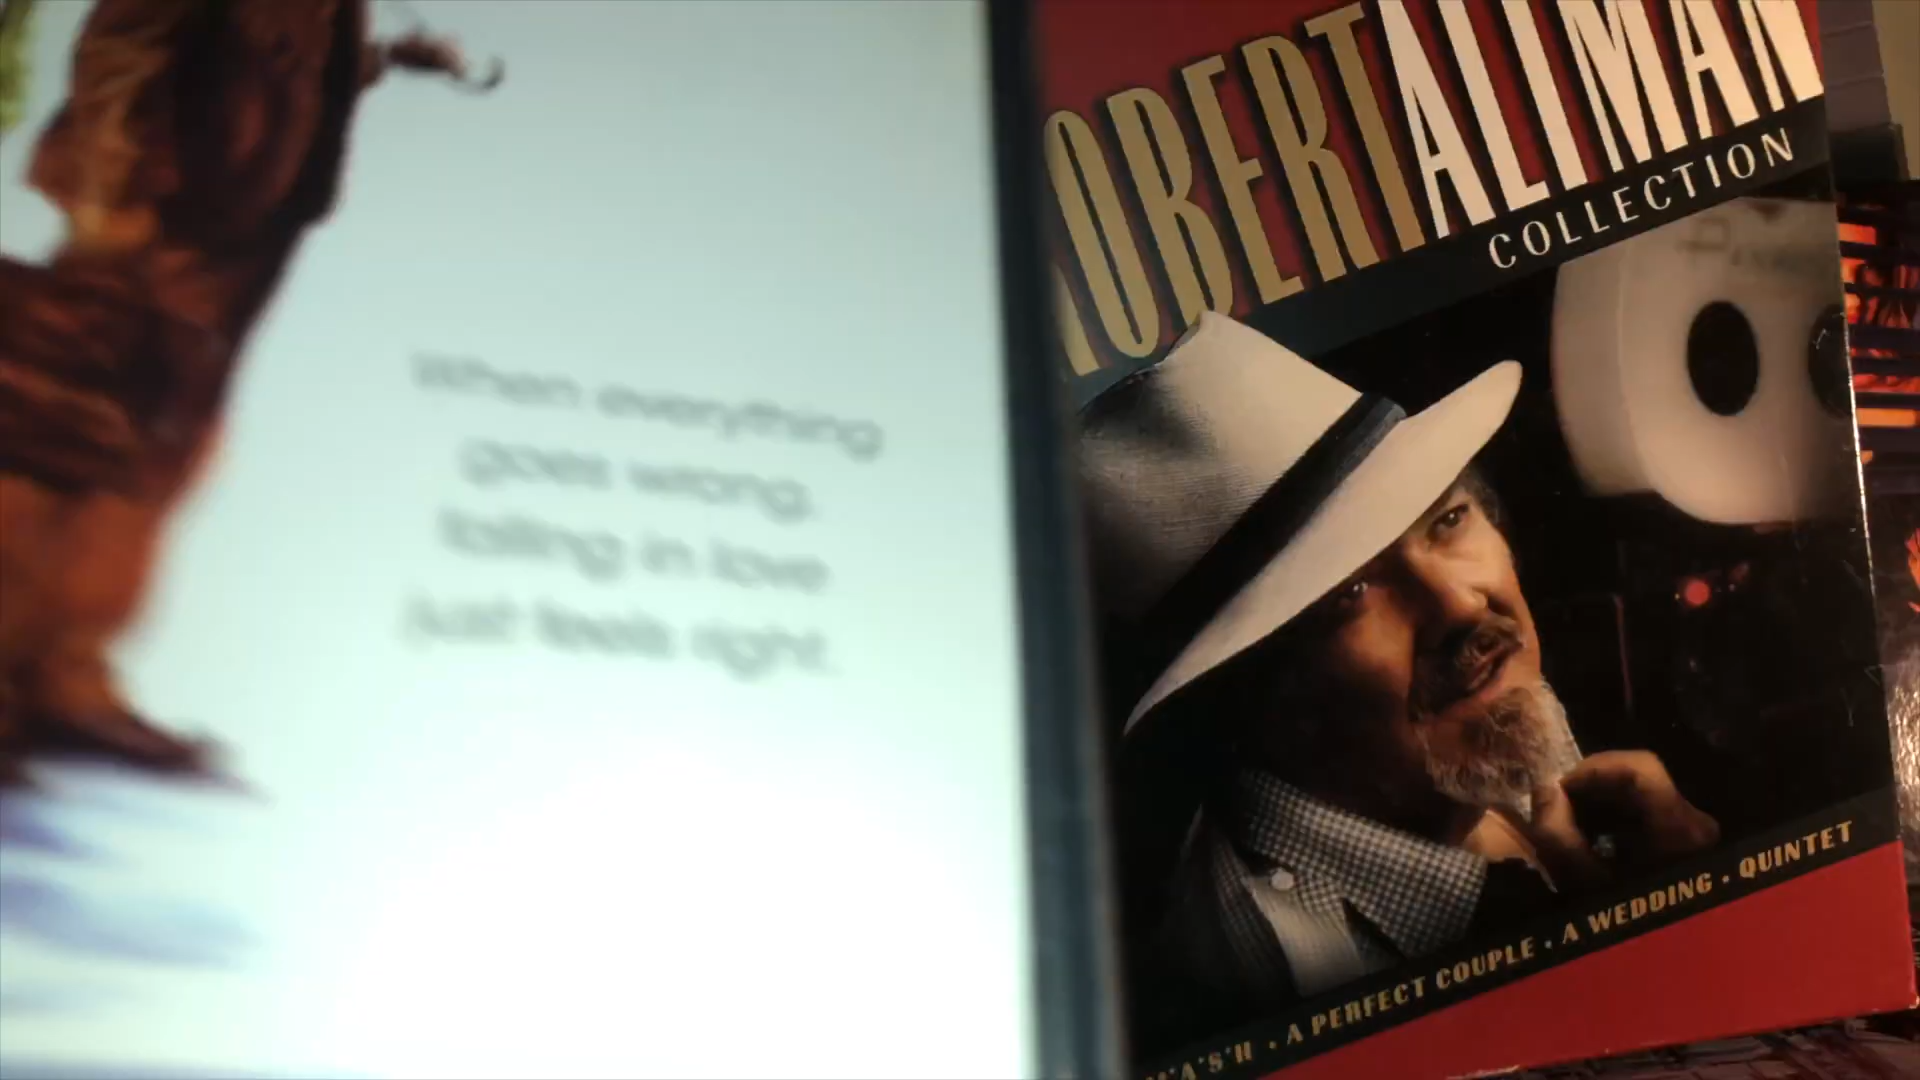 When everything
goes wrong,
falling in love
just feels right.
OBERT ALTMAN
COLLECTION
M*A*S*H • A PERFECT COUPLE • A WEDDING • QUINTET